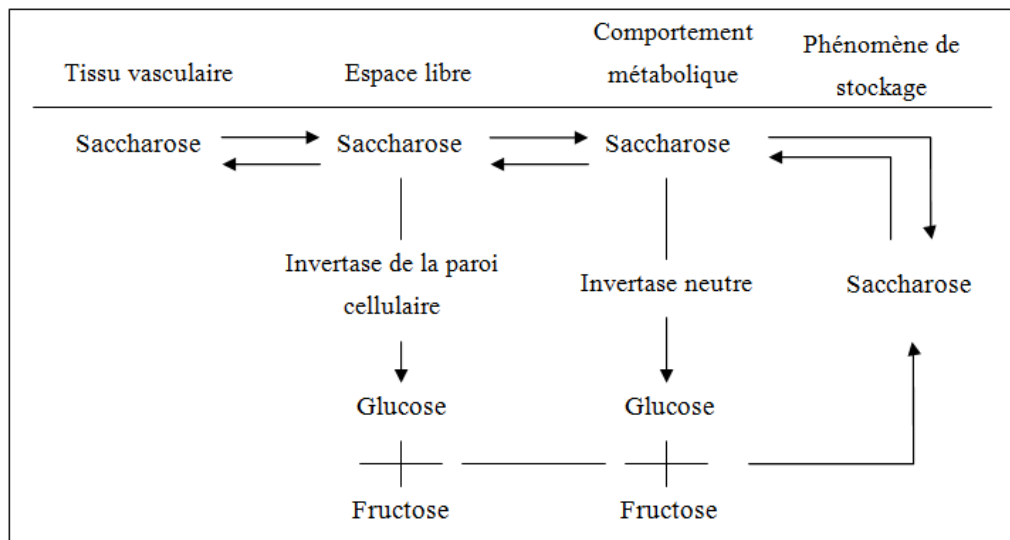 Tissu vasculaire
Espace libre
Comportement
métabolique
Phénomène de
stockage
Saccharose
Saccharose
Saccharose
Invertase de la paroi
cellulaire
Invertase neutre
Saccharose
Glucose
Glucose
Fructose
Fructose